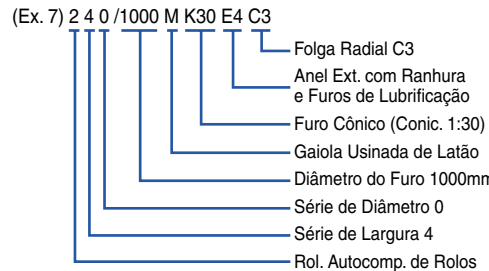 (Ex. 7) 2 4 0 /1000 M K30 E4 C3
Folga Radial C3
Anel Ext. com Ranhura
e Furos de Lubrificação
Furo Cônico (Conic. 1:30)
Gaiola Usinada de Latão
Diâmetro do Furo 1000mm
Série de Diâmetro 0
Série de Largura 4
Rol. Autocomp. de Rolos